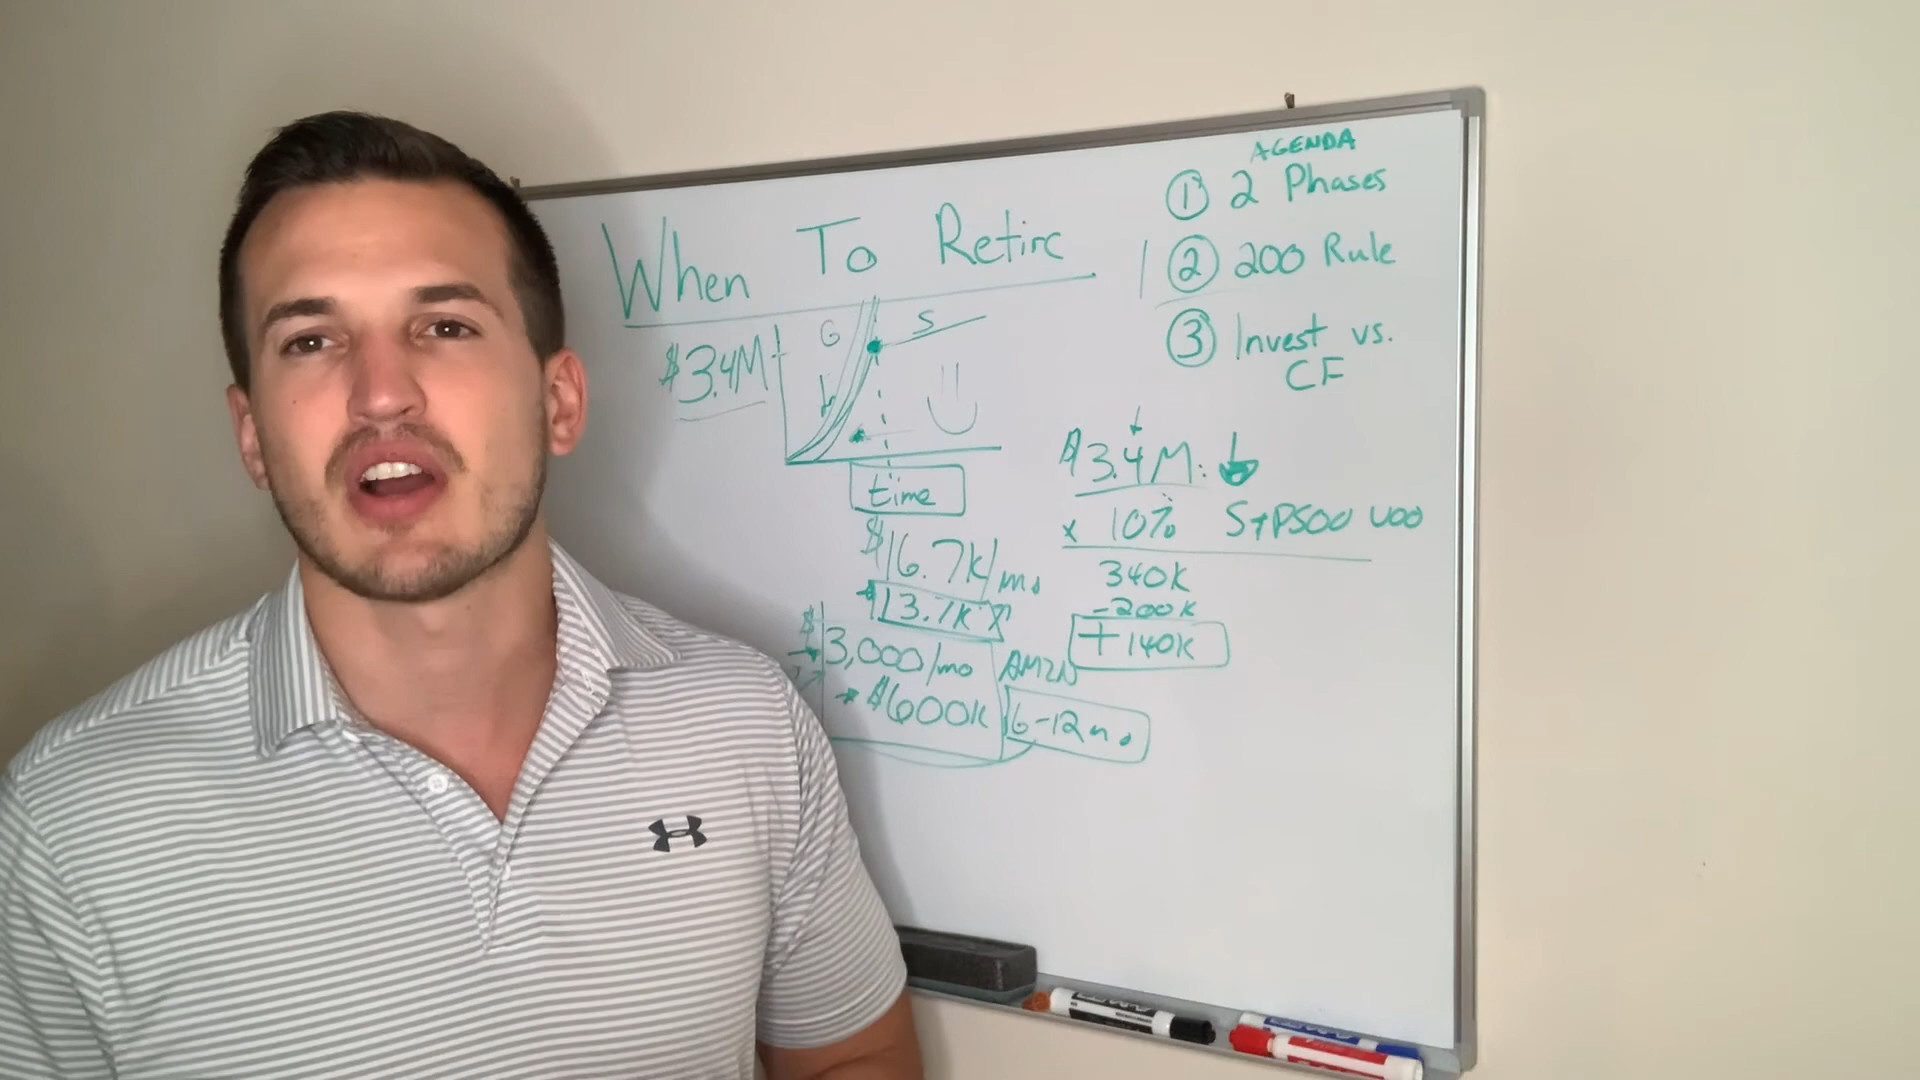 When To Retire
AGENDA
① 2 Phases
② 200 Rule
③ Invest vs.
CF
$3.4M
G
S
time
$16.7K/mo
13.7K
$3,000/mo
AMZN
→ $600K
6-12mo
$3.4M:
x 10% S+P500 VOO
340K
-200K
+140K